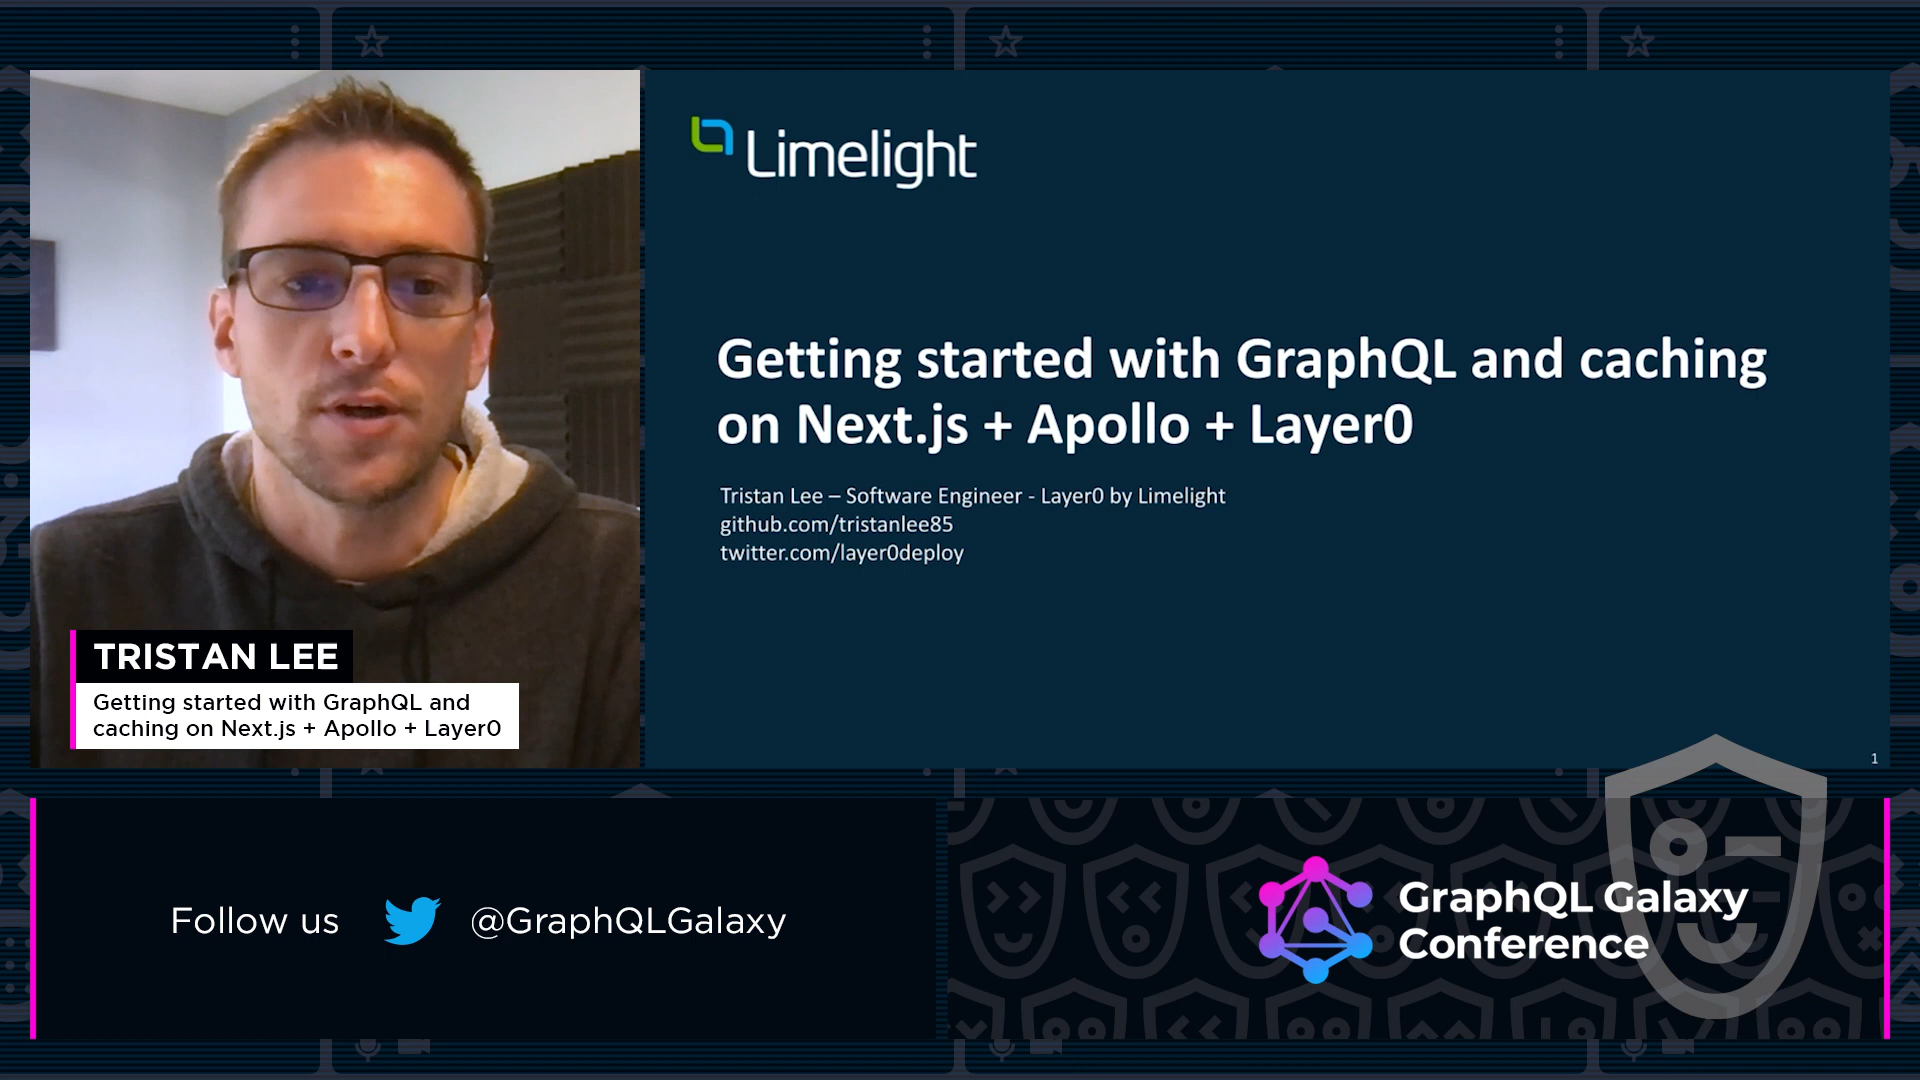 Limelight
Getting started with GraphQL and caching
on Next.js + Apollo + Layer0
Tristan Lee – Software Engineer - Layer0 by Limelight
github.com/tristanlee85
twitter.com/layer0deploy
1
TRISTAN LEE
Getting started with GraphQL and
caching on Next.js + Apollo + Layer0
Follow us @GraphQLGalaxy
GraphQL Galaxy
Conference